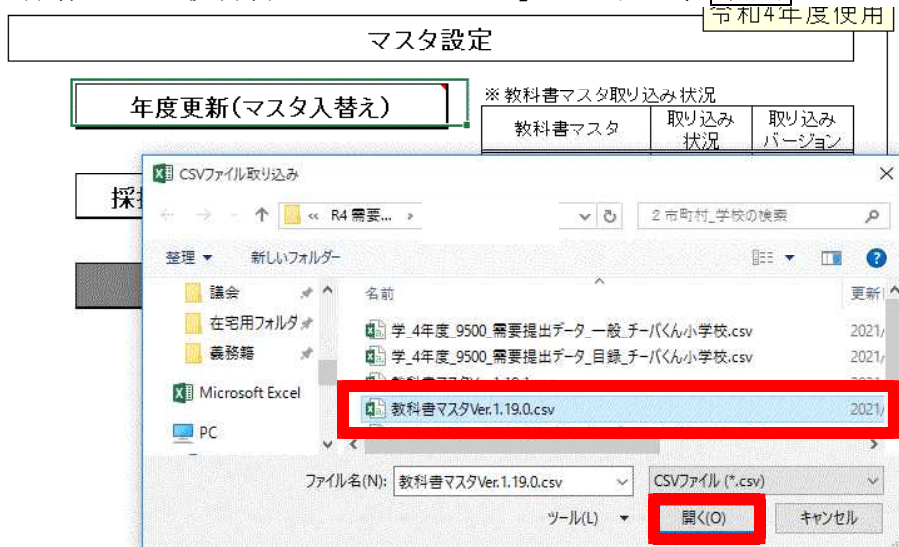 令和4年度使用
マスタ設定
年度更新(マスタ入替え)
※教科書マスタ取り込み状況
教科書マスタ
取り込み
状況
取り込み
バージョン
CSVファイル取り込み
採
« R4 需要...
2 市町村_学校の検索
整理
新しいフォルダー
議会
名前
更新
在宅用フォルダ
学_4年度_9500_需要提出データ_一般_チーバくん小学校.csv
2021/
義務籍
学_4年度_9500_需要提出データ_目録_チーバくん小学校.csv
2021/
Microsoft Excel
教科書マスタVer.1.19.0.csv
2021/
PC
ファイル名(N):
教科書マスタVer.1.19.0.csv
CSVファイル (*.csv)
ツール(L)
開く(O)
キャンセル